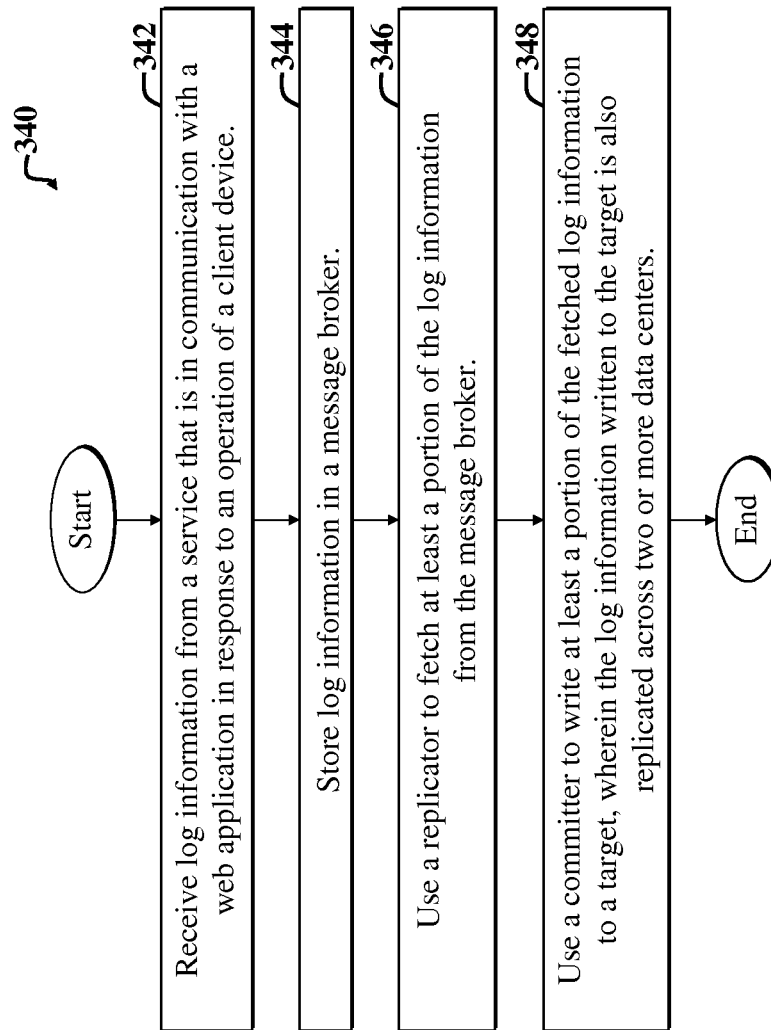 340
Start
342
Receive log information from a service that is in communication with a
web application in response to an operation of a client device.
344
Store log information in a message broker.
346
Use a replicator to fetch at least a portion of the log information
from the message broker.
348
Use a committer to write at least a portion of the fetched log information
to a target, wherein the log information written to the target is also
replicated across two or more data centers.
End